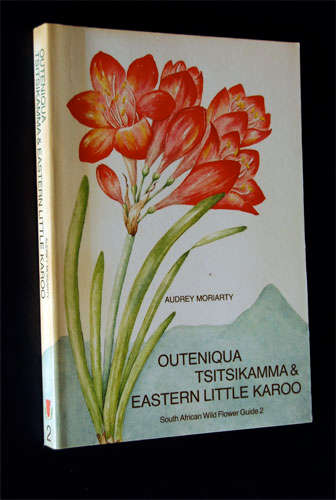 OUTENIQUA
TSITSIKAMMA & EASTERN LITTLE KAROO
2
AUDREY MORIARTY
OUTENIQUA
TSITSIKAMMA &
EASTERN LITTLE KAROO
South African Wild Flower Guide 2